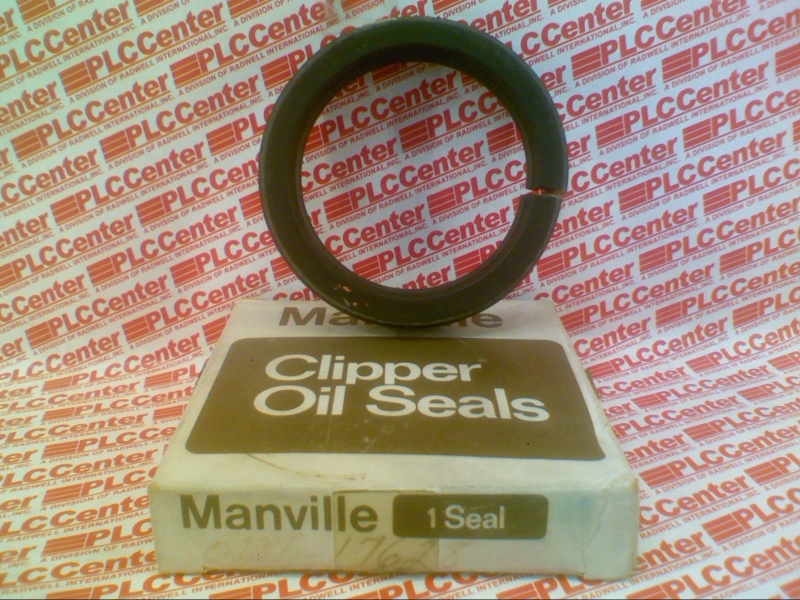 PLCCenter
A DIVISION OF RADWELL INTERNATIONAL, INC.
Manville
Clipper
Oil Seals
Manville
1 Seal